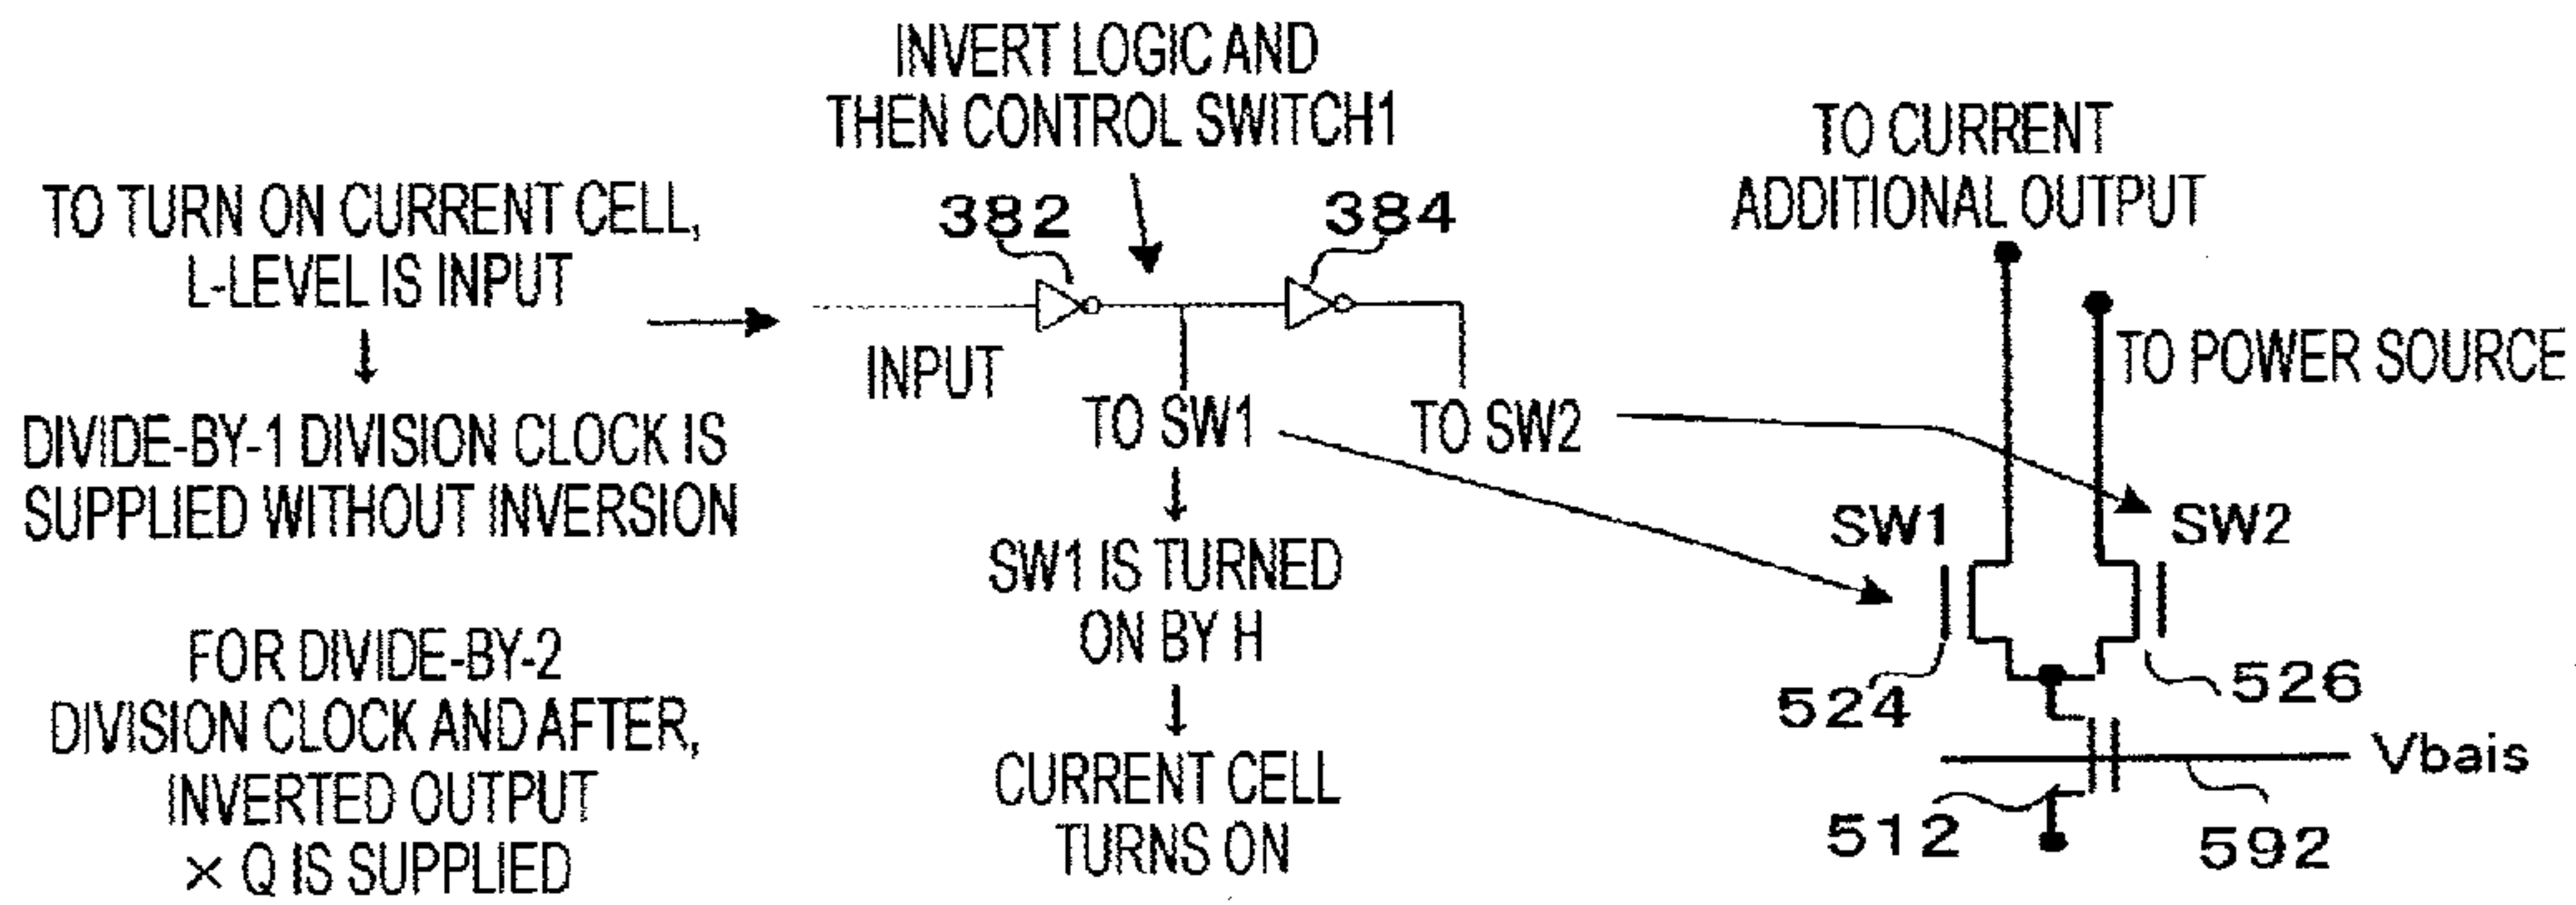 INVERT LOGIC AND
THEN CONTROL SWITCH1
TO TURN ON CURRENT CELL,
L-LEVEL IS INPUT
DIVIDE-BY-1 DIVISION CLOCK IS
SUPPLIED WITHOUT INVERSION
FOR DIVIDE-BY-2
DIVISION CLOCK AND AFTER,
INVERTED OUTPUT
× Q IS SUPPLIED
382
384
INPUT
TO SW1
TO SW2
SW1 IS TURNED
ON BY H
CURRENT CELL
TURNS ON
TO CURRENT
ADDITIONAL OUTPUT
TO POWER SOURCE
SW1
SW2
524
526
Vbais
512
592